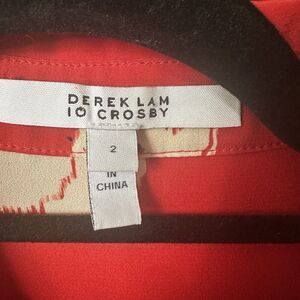 DEREK LAM
10 CROSBY
2
IN
CHINA